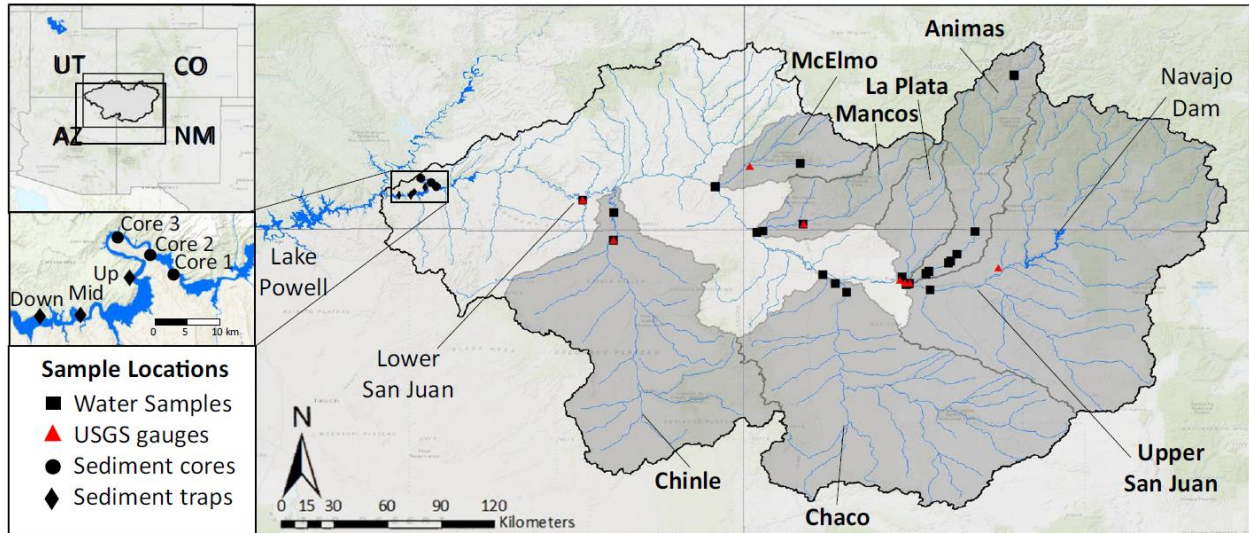 UT
CO
AZ
NM
Core 3
Core 2
Core 1
Up
Down
Mid
0 5 10
km
Sample Locations
Water Samples
USGS gauges
Sediment cores
Sediment traps
Animas
McElmo
La Plata
Mancos
Navajo
Dam
Lake
Powell
Lower
San Juan
N
Chinle
Chaco
Upper
San Juan
0 15 30 60 90 120
Kilometers